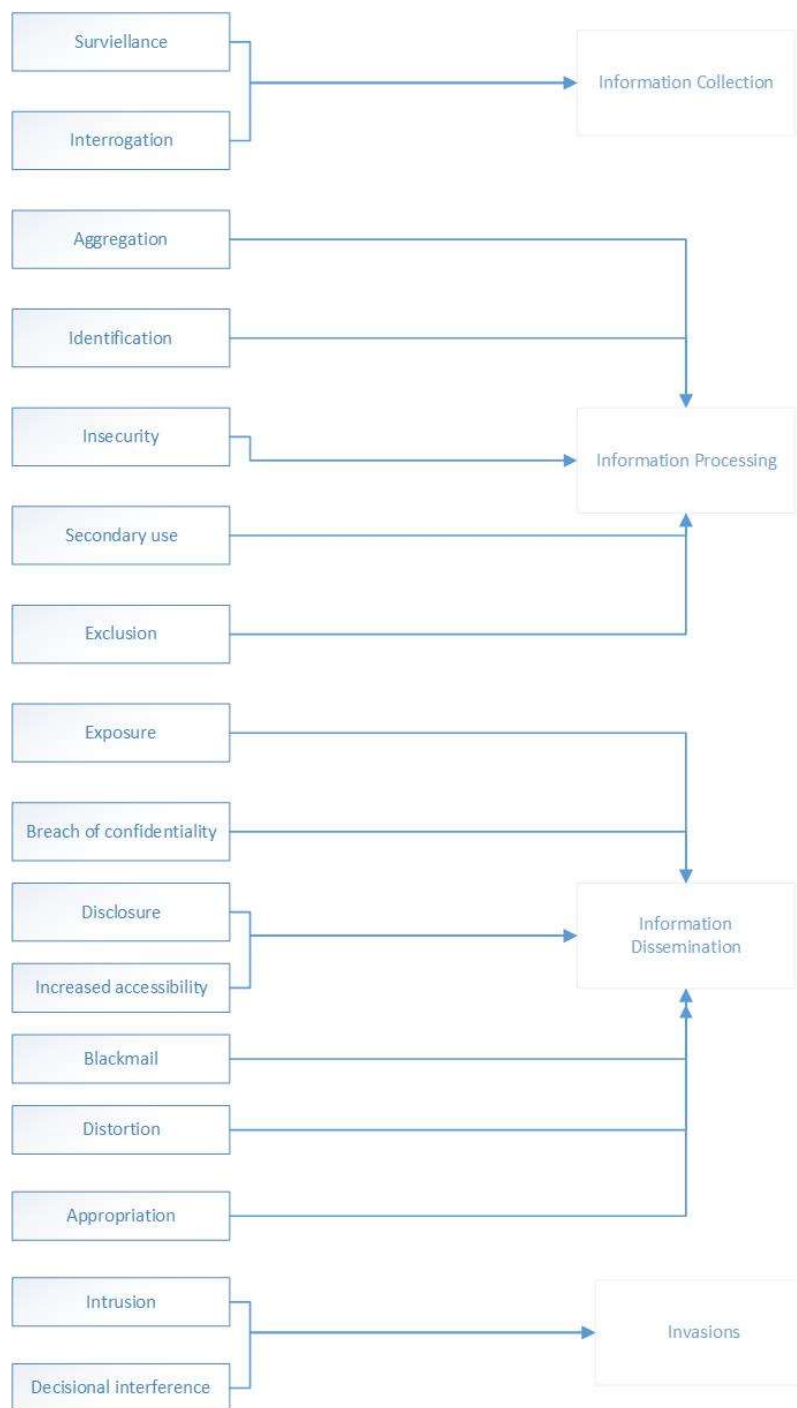 Surviellance
Information Collection
Interrogation
Aggregation
Identification
Insecurity
Information Processing
Secondary use
Exclusion
Exposure
Breach of confidentiality
Disclosure
Information
Dissemination
Increased accessibility
Blackmail
Distortion
Appropriation
Intrusion
Invasions
Decisional interference